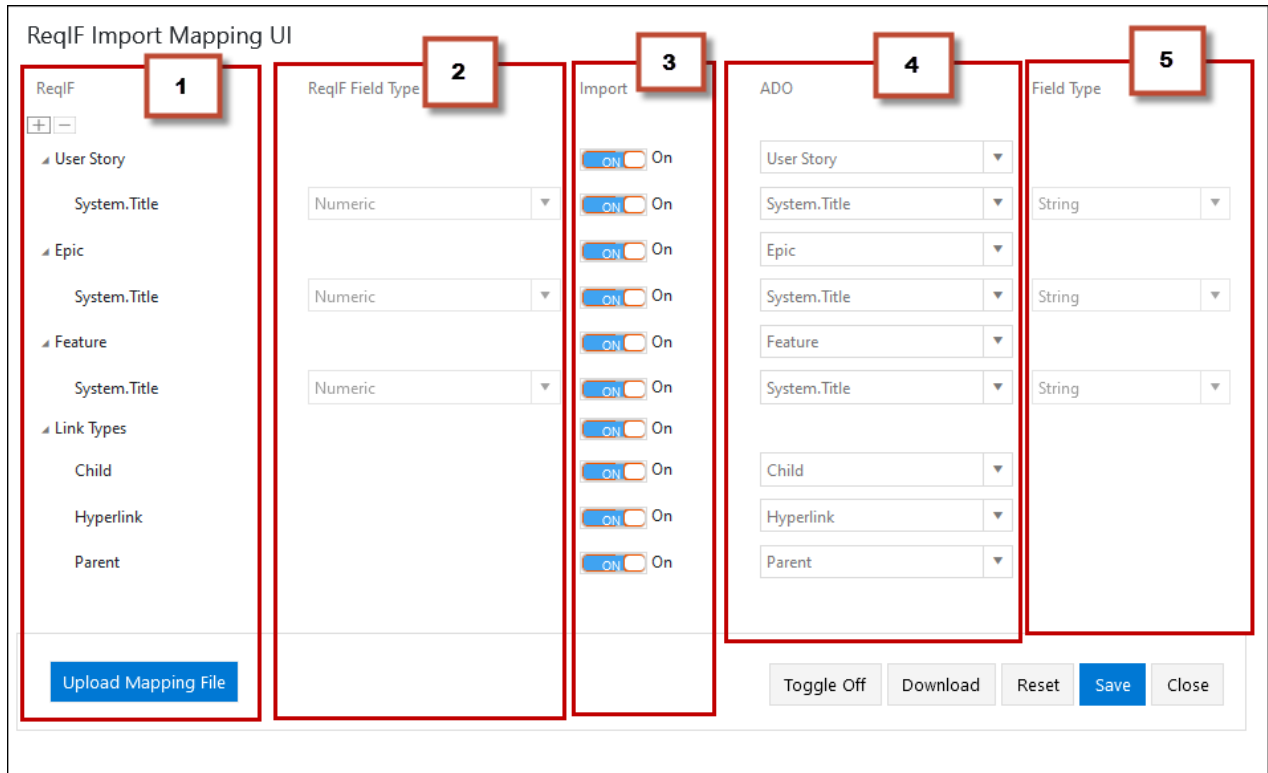 ReqIF Import Mapping UI
1 2 3 4 5
ReqIF ReqIF Field Type Import ADO Field Type
+ −
User Story ON On User Story
System.Title Numeric ON On System.Title String
Epic ON On Epic
System.Title Numeric ON On System.Title String
Feature ON On Feature
System.Title Numeric ON On System.Title String
Link Types ON On
Child ON On Child
Hyperlink ON On Hyperlink
Parent ON On Parent
Upload Mapping File Toggle Off Download Reset Save Close